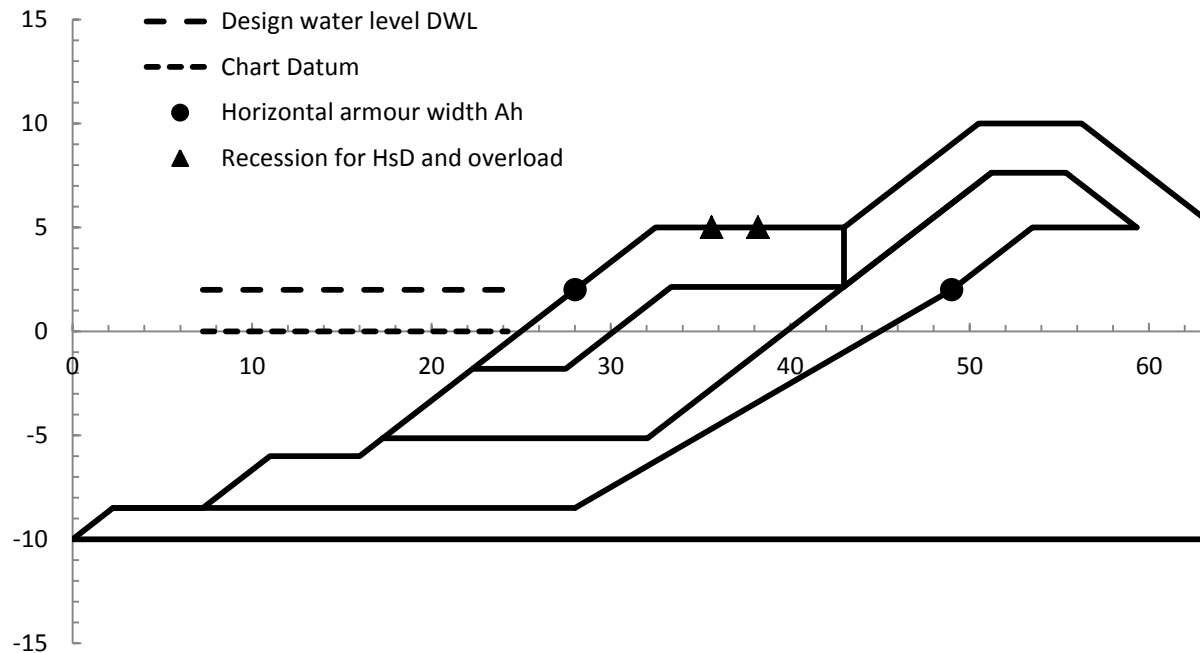 15
Design water level DWL
Chart Datum
10
Horizontal armour width Ah
Recession for HsD and overload
5
0
0 10 20 30 40 50 60
-5
-10
-15